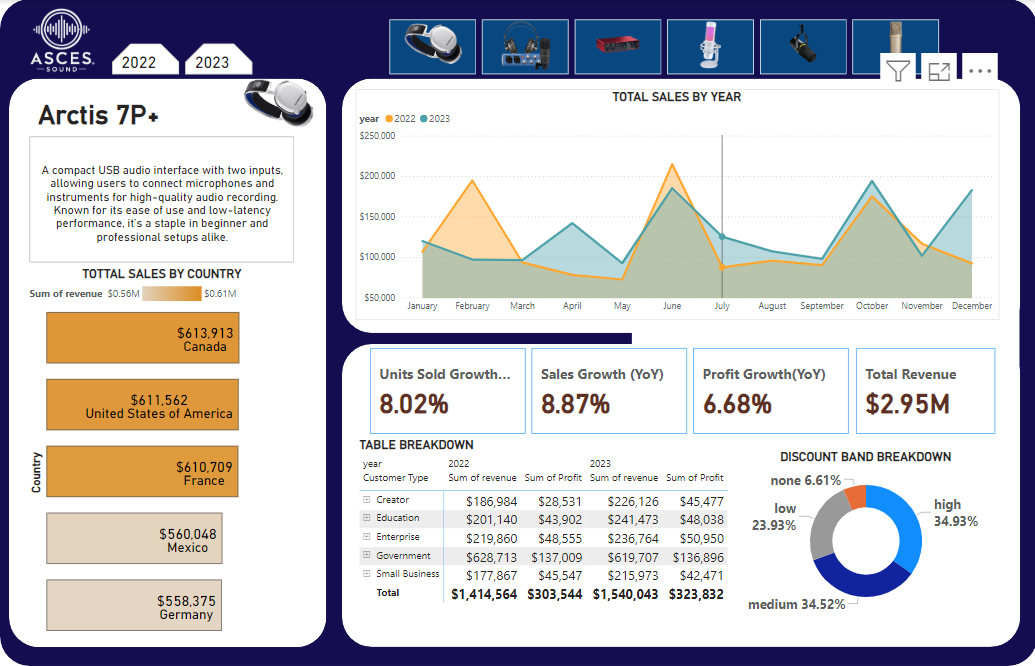 ASCES.
SOUND
2022
2023
Arctis 7P+
A compact USB audio interface with two inputs,
allowing users to connect microphones and
instruments for high-quality audio recording.
Known for its ease of use and low-latency
performance, it's a staple in beginner and
professional setups alike.
TOTTAL SALES BY COUNTRY
Sum of revenue $0.56M $0.61M
Country
$613,913
Canada
$611,562
United States of America
$610,709
France
$560,048
Mexico
$558,375
Germany
TOTAL SALES BY YEAR
year 2022 2023
$250,000
$200,000
$150,000
$100,000
$50,000
January February March April May June July August September October November December
Units Sold Growth...
8.02%
Sales Growth (YoY)
8.87%
Profit Growth(YoY)
6.68%
Total Revenue
$2.95M
TABLE BREAKDOWN
year 2022 2023
Customer Type Sum of revenue Sum of Profit Sum of revenue Sum of Profit
Creator $186,984 $28,531 $226,126 $45,477
Education $201,140 $43,902 $241,473 $48,038
Enterprise $219,860 $48,555 $236,764 $50,950
Government $628,713 $137,009 $619,707 $136,896
Small Business $177,867 $45,547 $215,973 $42,471
Total $1,414,564 $303,544 $1,540,043 $323,832
DISCOUNT BAND BREAKDOWN
none 6.61%
low
23.93%
high
34.93%
medium 34.52%